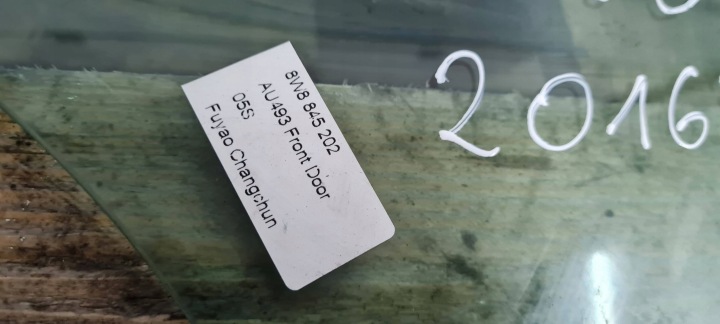 8W8 845 202
AU493 Front Door
05S
Fuyao Changchun
2016